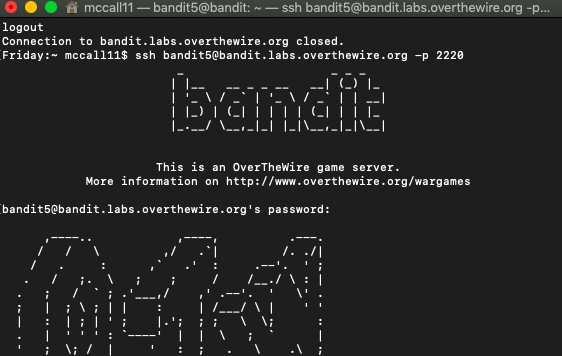 mccall11 — bandit5@bandit: ~ — ssh bandit5@bandit.labs.overthewire.org -p...
logout
Connection to bandit.labs.overthewire.org closed.
[Friday:~ mccall11$ ssh bandit5@bandit.labs.overthewire.org -p 2220
bandit
This is an OverTheWire game server.
More information on http://www.overthewire.org/wargames
[bandit5@bandit.labs.overthewire.org's password: